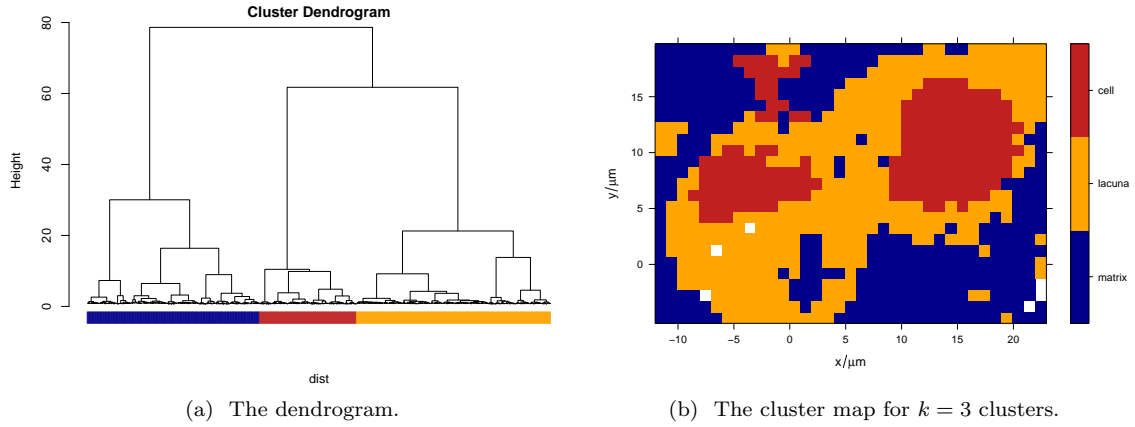 Cluster Dendrogram
Height
0 20 40 60 80
dist
(a) The dendrogram.
y/μm
15
10
5
0
−10 −5 0 5 10 15 20
x/μm
cell
lacuna
matrix
(b) The cluster map for k = 3 clusters.